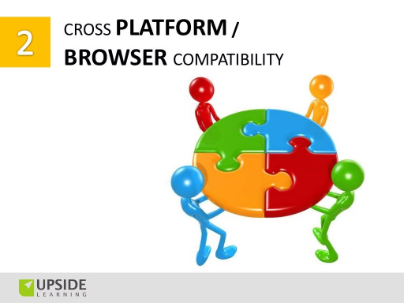 2
CROSS PLATFORM /
BROWSER COMPATIBILITY
UPSIDE
LEARNING